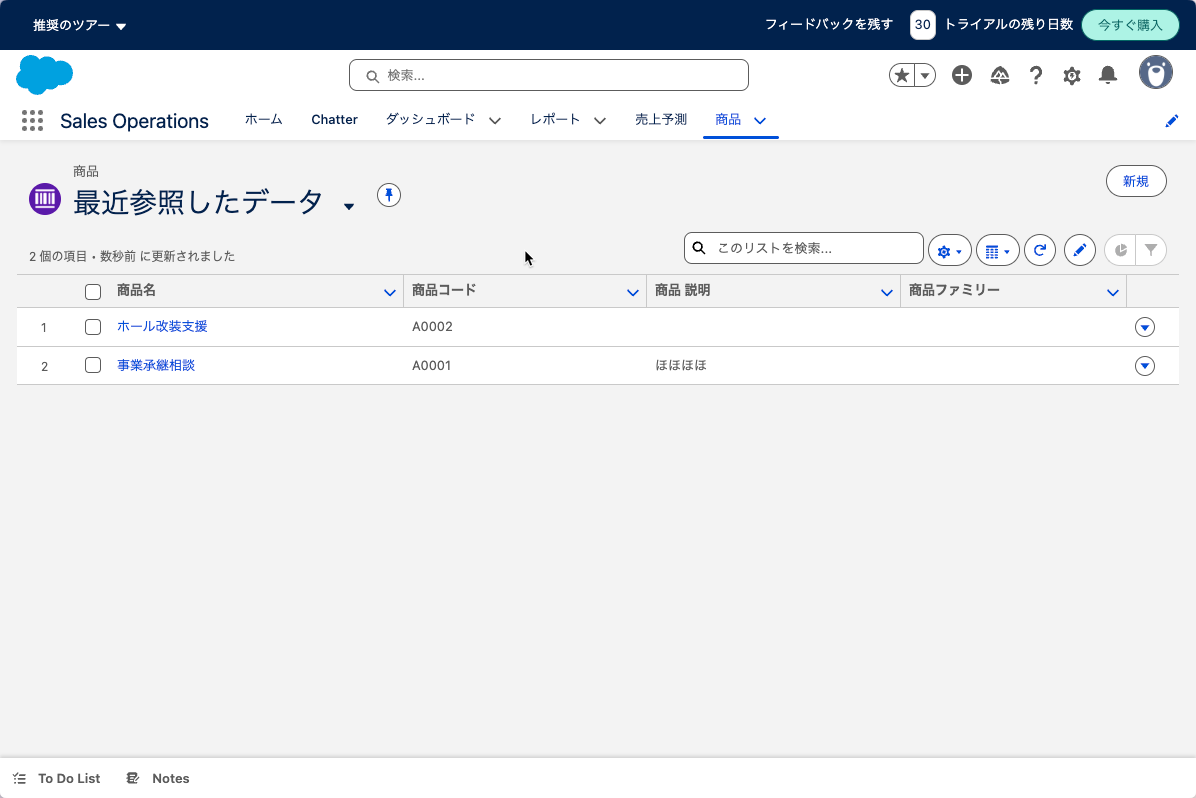 推奨のツアー
フィードバックを残す 30 トライアルの残り日数 今すぐ購入
検索...
Sales Operations ホーム Chatter ダッシュボード レポート 売上予測 商品
商品
最近参照したデータ
新規
2 個の項目・数秒前 に更新されました
このリストを検索...
商品名 商品コード 商品 説明 商品ファミリー
1 ホール改装支援 A0002
2 事業承継相談 A0001 ほほほほ
To Do List Notes